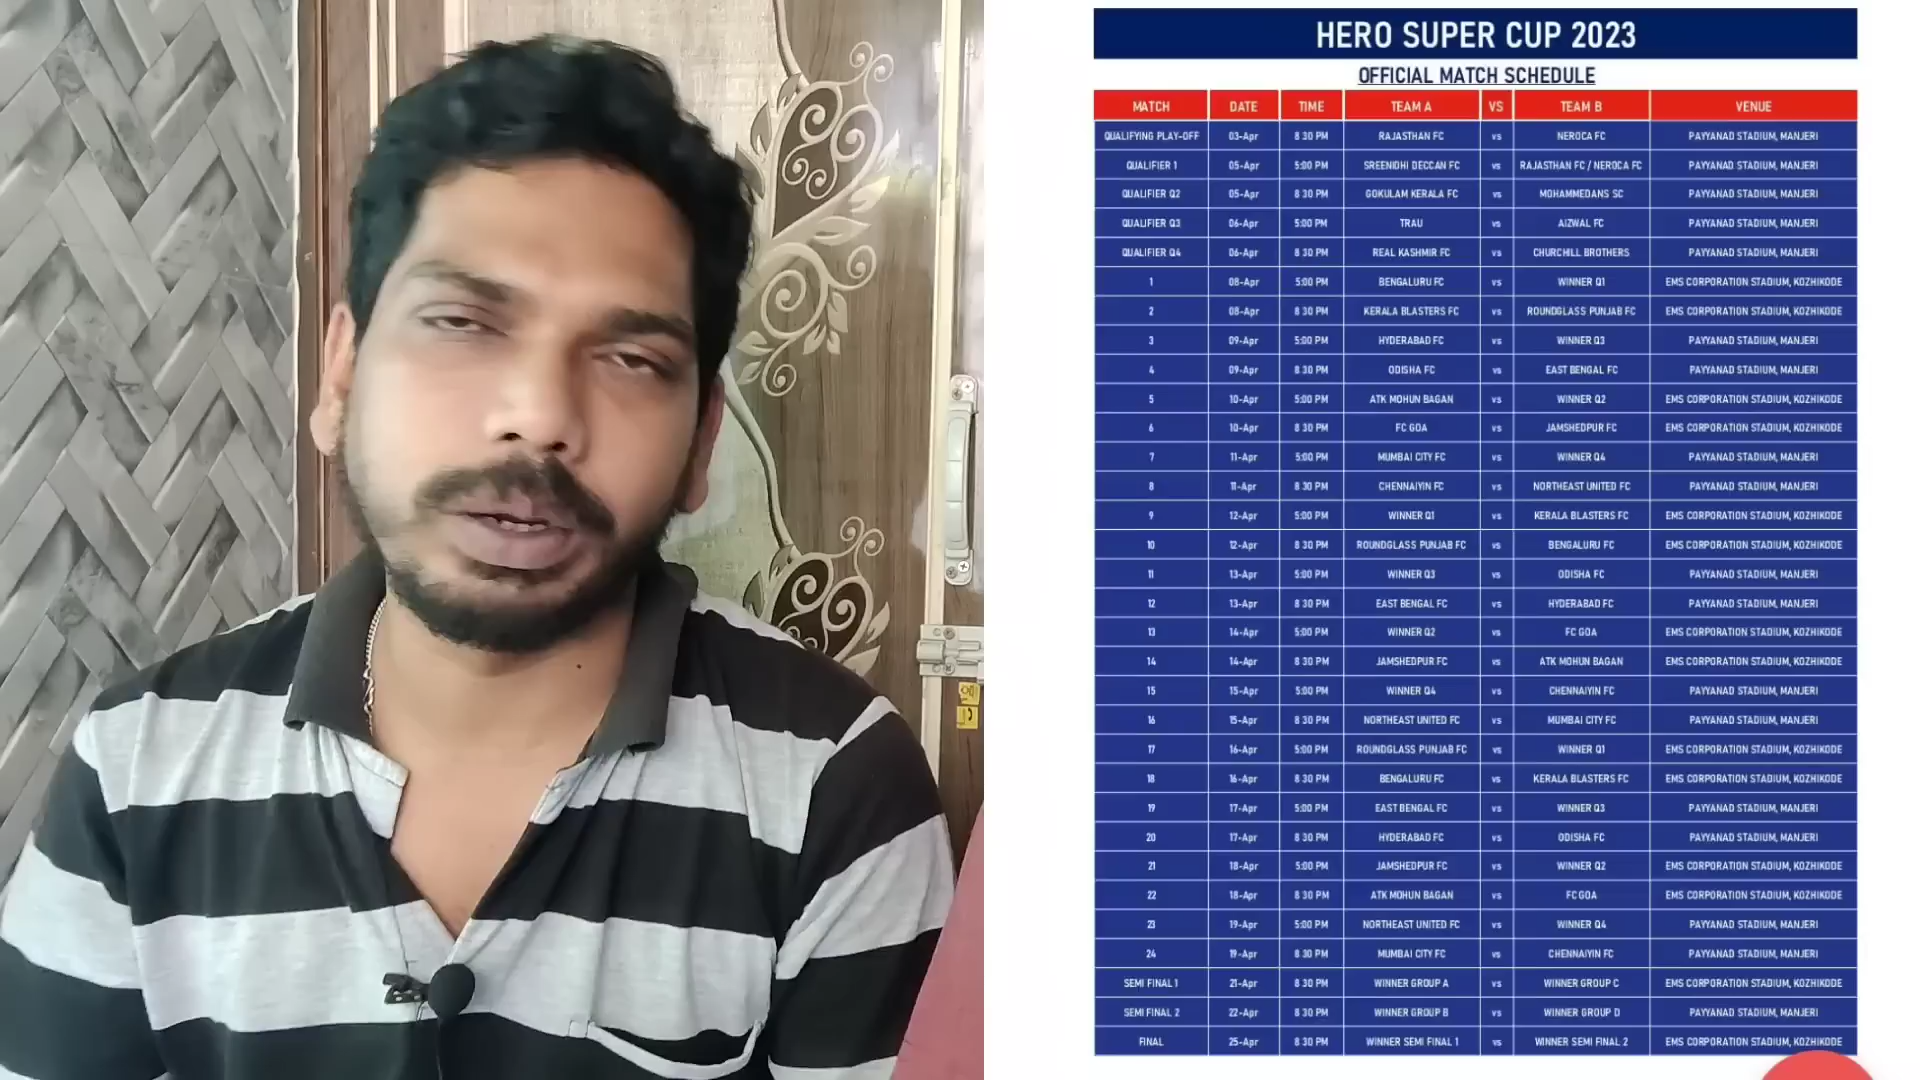 HERO SUPER CUP 2023
OFFICIAL MATCH SCHEDULE
MATCH DATE TIME TEAM A VS TEAM B VENUE
QUALIFYING PLAY-OFF 03-Apr 8 30 PM RAJASTHAN FC vs NEROCA FC PAYYANAD STADIUM, MANJERI
QUALIFIER 1 05-Apr 5:00 PM SREENIDHI DECCAN FC vs RAJASTHAN FC / NEROCA FC PAYYANAD STADIUM, MANJERI
QUALIFIER Q2 05-Apr 8 30 PM GOKULAM KERALA FC vs MOHAMMEDANS SC PAYYANAD STADIUM, MANJERI
QUALIFIER Q3 06-Apr 5:00 PM TRAU vs AIZWAL FC PAYYANAD STADIUM, MANJERI
QUALIFIER Q4 06-Apr 8 30 PM REAL KASHMIR FC vs CHURCHILL BROTHERS PAYYANAD STADIUM, MANJERI
1 08-Apr 5:00 PM BENGALURU FC vs WINNER Q1 EMS CORPORATION STADIUM, KOZHIKODE
2 08-Apr 8 30 PM KERALA BLASTERS FC vs ROUNDGLASS PUNJAB FC EMS CORPORATION STADIUM, KOZHIKODE
3 09-Apr 5:00 PM HYDERABAD FC vs WINNER Q3 PAYYANAD STADIUM, MANJERI
4 09-Apr 8 30 PM ODISHA FC vs EAST BENGAL FC PAYYANAD STADIUM, MANJERI
5 10-Apr 5:00 PM ATK MOHUN BAGAN vs WINNER Q2 EMS CORPORATION STADIUM, KOZHIKODE
6 10-Apr 8 30 PM FC GOA vs JAMSHEDPUR FC EMS CORPORATION STADIUM, KOZHIKODE
7 11-Apr 5:00 PM MUMBAI CITY FC vs WINNER Q4 PAYYANAD STADIUM, MANJERI
8 11-Apr 8 30 PM CHENNAIYIN FC vs NORTHEAST UNITED FC PAYYANAD STADIUM, MANJERI
9 12-Apr 5:00 PM WINNER Q1 vs KERALA BLASTERS FC EMS CORPORATION STADIUM, KOZHIKODE
10 12-Apr 8 30 PM ROUNDGLASS PUNJAB FC vs BENGALURU FC EMS CORPORATION STADIUM, KOZHIKODE
11 13-Apr 5:00 PM WINNER Q3 vs ODISHA FC PAYYANAD STADIUM, MANJERI
12 13-Apr 8 30 PM EAST BENGAL FC vs HYDERABAD FC PAYYANAD STADIUM, MANJERI
13 14-Apr 5:00 PM WINNER Q2 vs FC GOA EMS CORPORATION STADIUM, KOZHIKODE
14 14-Apr 8 30 PM JAMSHEDPUR FC vs ATK MOHUN BAGAN EMS CORPORATION STADIUM, KOZHIKODE
15 15-Apr 5:00 PM WINNER Q4 vs CHENNAIYIN FC PAYYANAD STADIUM, MANJERI
16 15-Apr 8 30 PM NORTHEAST UNITED FC vs MUMBAI CITY FC PAYYANAD STADIUM, MANJERI
17 16-Apr 5:00 PM ROUNDGLASS PUNJAB FC vs WINNER Q1 EMS CORPORATION STADIUM, KOZHIKODE
18 16-Apr 8 30 PM BENGALURU FC vs KERALA BLASTERS FC EMS CORPORATION STADIUM, KOZHIKODE
19 17-Apr 5:00 PM EAST BENGAL FC vs WINNER Q3 PAYYANAD STADIUM, MANJERI
20 17-Apr 8 30 PM HYDERABAD FC vs ODISHA FC PAYYANAD STADIUM, MANJERI
21 18-Apr 5:00 PM JAMSHEDPUR FC vs WINNER Q2 EMS CORPORATION STADIUM, KOZHIKODE
22 18-Apr 8 30 PM ATK MOHUN BAGAN vs FC GOA EMS CORPORATION STADIUM, KOZHIKODE
23 19-Apr 5:00 PM NORTHEAST UNITED FC vs WINNER Q4 PAYYANAD STADIUM, MANJERI
24 19-Apr 8 30 PM MUMBAI CITY FC vs CHENNAIYIN FC PAYYANAD STADIUM, MANJERI
SEMI FINAL 1 21-Apr 8 30 PM WINNER GROUP A vs WINNER GROUP C EMS CORPORATION STADIUM, KOZHIKODE
SEMI FINAL 2 22-Apr 8 30 PM WINNER GROUP B vs WINNER GROUP D PAYYANAD STADIUM, MANJERI
FINAL 25-Apr 8 30 PM WINNER SEMI FINAL 1 vs WINNER SEMI FINAL 2 EMS CORPORATION STADIUM, KOZHIKODE